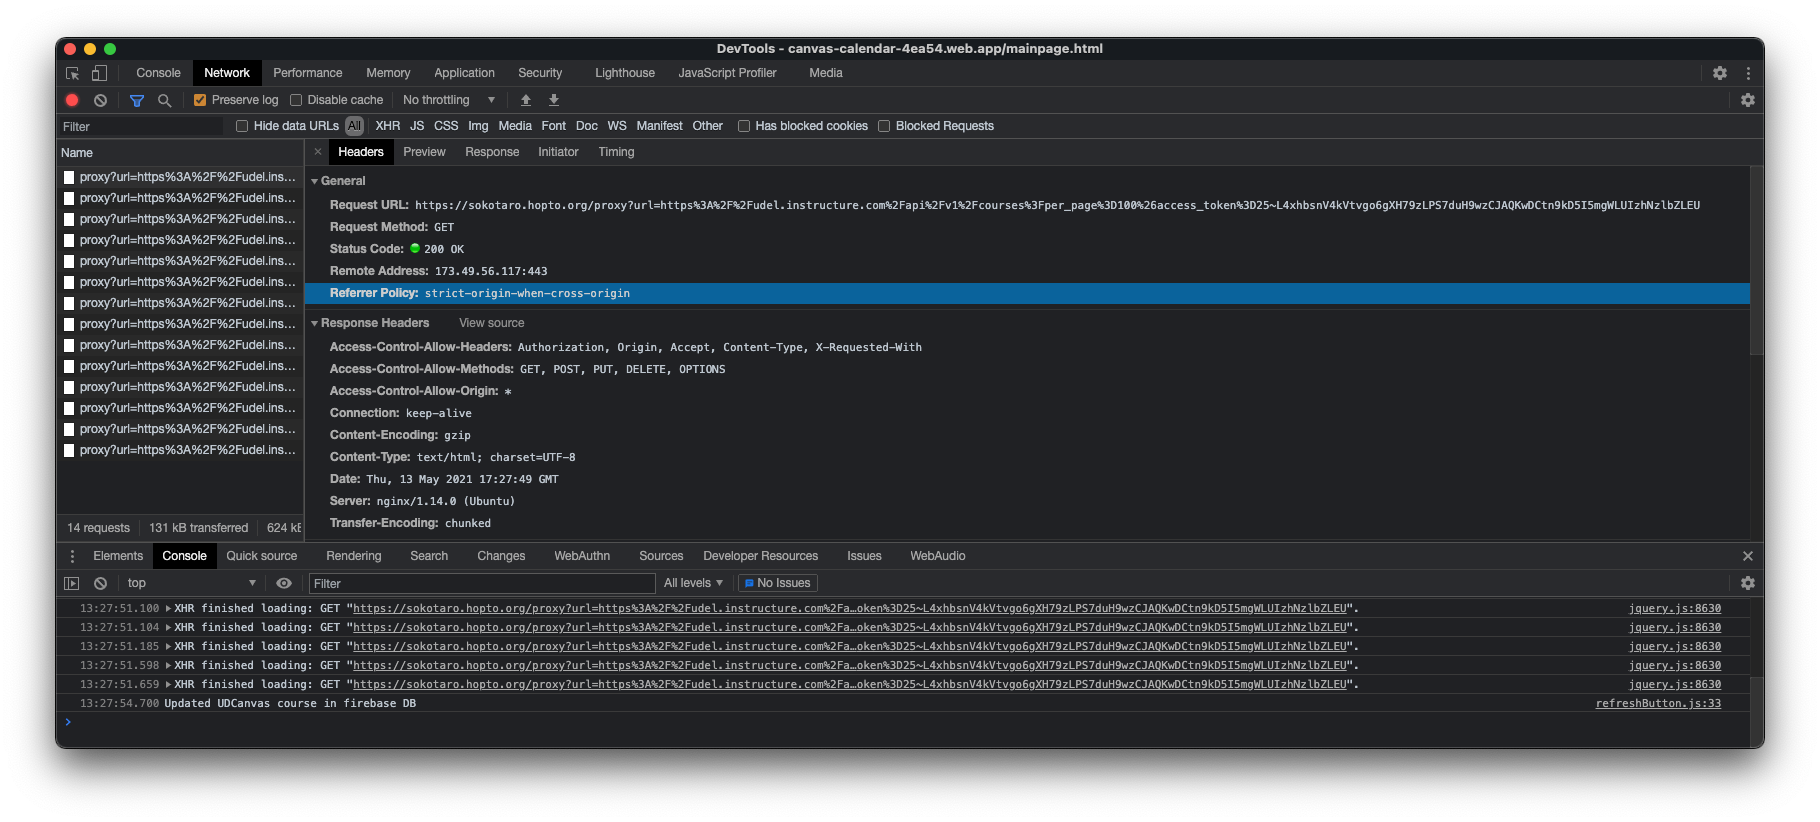 DevTools - canvas-calendar-4ea54.web.app/mainpage.html
Console Network Performance Memory Application Security Lighthouse JavaScript Profiler Media
Preserve log Disable cache No throttling
Filter Hide data URLs All XHR JS CSS Img Media Font Doc WS Manifest Other Has blocked cookies Blocked Requests
Name
proxy?url=https%3A%2F%2Fudel.ins...
proxy?url=https%3A%2F%2Fudel.ins...
proxy?url=https%3A%2F%2Fudel.ins...
proxy?url=https%3A%2F%2Fudel.ins...
proxy?url=https%3A%2F%2Fudel.ins...
proxy?url=https%3A%2F%2Fudel.ins...
proxy?url=https%3A%2F%2Fudel.ins...
proxy?url=https%3A%2F%2Fudel.ins...
proxy?url=https%3A%2F%2Fudel.ins...
proxy?url=https%3A%2F%2Fudel.ins...
proxy?url=https%3A%2F%2Fudel.ins...
proxy?url=https%3A%2F%2Fudel.ins...
proxy?url=https%3A%2F%2Fudel.ins...
proxy?url=https%3A%2F%2Fudel.ins...
14 requests 131 kB transferred 624 kB
Headers Preview Response Initiator Timing
General
Request URL: https://sokotaro.hopto.org/proxy?url=https%3A%2F%2Fudel.instructure.com%2Fapi%2Fv1%2Fcourses%3Fper_page%3D100%26access_token%3D25~L4xhbsnV4kVtvgo6gXH79zLPS7duH9wzCJAQKwDCtn9kD5I5mgWLUIzhNzlbZLEU
Request Method: GET
Status Code: 200 OK
Remote Address: 173.49.56.117:443
Referrer Policy: strict-origin-when-cross-origin
Response Headers View source
Access-Control-Allow-Headers: Authorization, Origin, Accept, Content-Type, X-Requested-With
Access-Control-Allow-Methods: GET, POST, PUT, DELETE, OPTIONS
Access-Control-Allow-Origin: *
Connection: keep-alive
Content-Encoding: gzip
Content-Type: text/html; charset=UTF-8
Date: Thu, 13 May 2021 17:27:49 GMT
Server: nginx/1.14.0 (Ubuntu)
Transfer-Encoding: chunked
Elements Console Quick source Rendering Search Changes WebAuthn Sources Developer Resources Issues WebAudio
top Filter All levels No Issues
13:27:51.100 XHR finished loading: GET "https://sokotaro.hopto.org/proxy?url=https%3A%2F%2Fudel.instructure.com%2Fa…oken%3D25~L4xhbsnV4kVtvgo6gXH79zLPS7duH9wzCJAQKwDCtn9kD5I5mgWLUIzhNzlbZLEU". jquery.js:8630
13:27:51.104 XHR finished loading: GET "https://sokotaro.hopto.org/proxy?url=https%3A%2F%2Fudel.instructure.com%2Fa…oken%3D25~L4xhbsnV4kVtvgo6gXH79zLPS7duH9wzCJAQKwDCtn9kD5I5mgWLUIzhNzlbZLEU". jquery.js:8630
13:27:51.185 XHR finished loading: GET "https://sokotaro.hopto.org/proxy?url=https%3A%2F%2Fudel.instructure.com%2Fa…oken%3D25~L4xhbsnV4kVtvgo6gXH79zLPS7duH9wzCJAQKwDCtn9kD5I5mgWLUIzhNzlbZLEU". jquery.js:8630
13:27:51.598 XHR finished loading: GET "https://sokotaro.hopto.org/proxy?url=https%3A%2F%2Fudel.instructure.com%2Fa…oken%3D25~L4xhbsnV4kVtvgo6gXH79zLPS7duH9wzCJAQKwDCtn9kD5I5mgWLUIzhNzlbZLEU". jquery.js:8630
13:27:51.659 XHR finished loading: GET "https://sokotaro.hopto.org/proxy?url=https%3A%2F%2Fudel.instructure.com%2Fa…oken%3D25~L4xhbsnV4kVtvgo6gXH79zLPS7duH9wzCJAQKwDCtn9kD5I5mgWLUIzhNzlbZLEU". jquery.js:8630
13:27:54.700 Updated UDCanvas course in firebase DB refreshButton.js:33